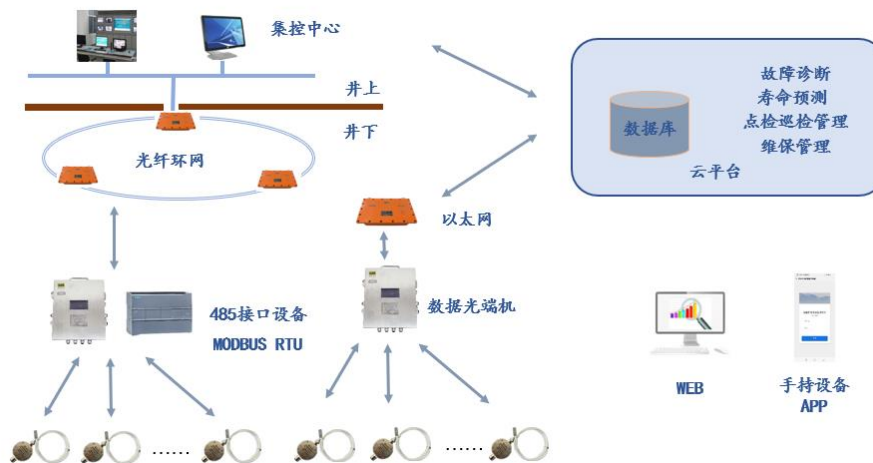 集控中心
井上
井下
光纤环网
故障诊断
寿命预测
点检巡检管理
维保管理
数据库
云平台
以太网
485接口设备
MODBUS RTU
数据光端机
WEB
手持设备
APP
......
......